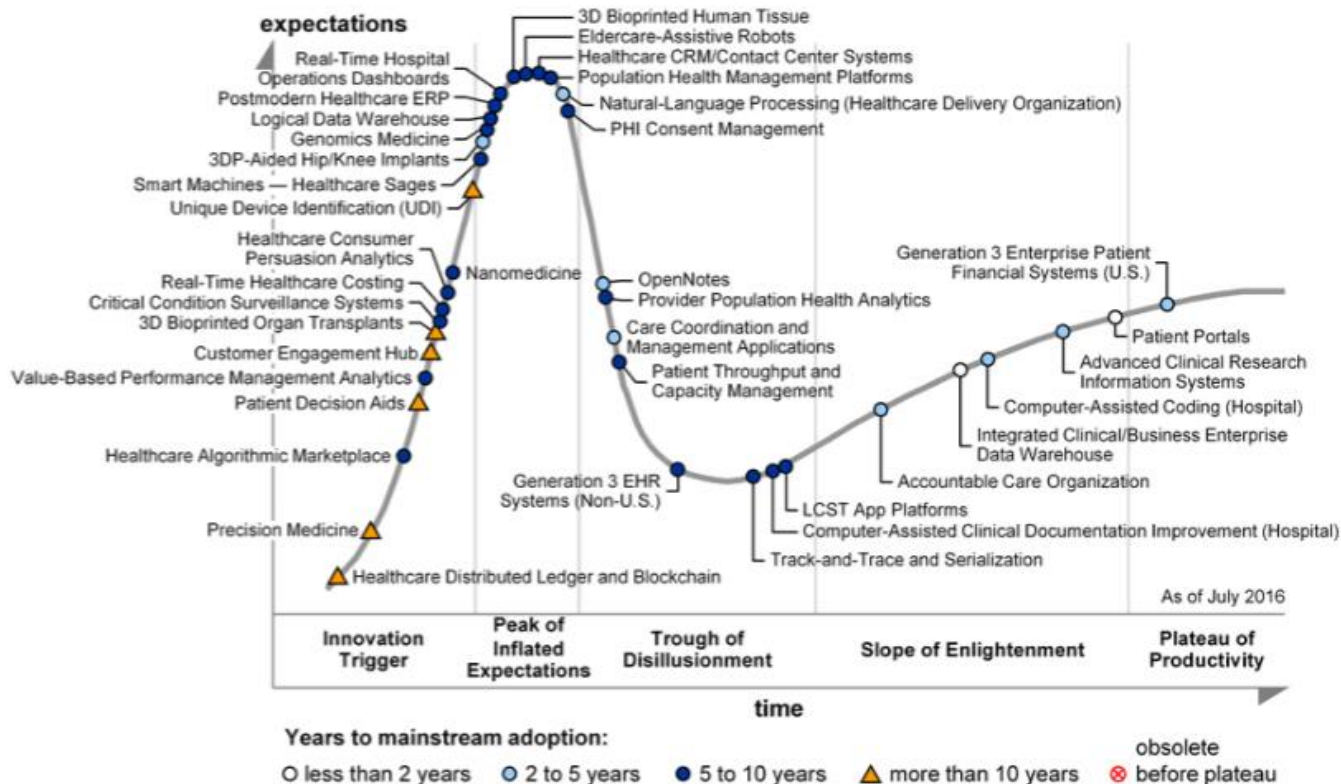 expectations
3D Bioprinted Human Tissue
Eldercare-Assistive Robots
Healthcare CRM/Contact Center Systems
Population Health Management Platforms
Natural-Language Processing (Healthcare Delivery Organization)
PHI Consent Management
Real-Time Hospital
Operations Dashboards
Postmodern Healthcare ERP
Logical Data Warehouse
Genomics Medicine
3DP-Aided Hip/Knee Implants
Smart Machines — Healthcare Sages
Unique Device Identification (UDI)
Healthcare Consumer
Persuasion Analytics
Nanomedicine
Real-Time Healthcare Costing
Critical Condition Surveillance Systems
3D Bioprinted Organ Transplants
Customer Engagement Hub
Value-Based Performance Management Analytics
Patient Decision Aids
Healthcare Algorithmic Marketplace
Precision Medicine
Healthcare Distributed Ledger and Blockchain
OpenNotes
Provider Population Health Analytics
Care Coordination and
Management Applications
Patient Throughput and
Capacity Management
Generation 3 EHR
Systems (Non-U.S.)
Generation 3 Enterprise Patient
Financial Systems (U.S.)
Patient Portals
Advanced Clinical Research
Information Systems
Computer-Assisted Coding (Hospital)
Integrated Clinical/Business Enterprise
Data Warehouse
Accountable Care Organization
LCST App Platforms
Computer-Assisted Clinical Documentation Improvement (Hospital)
Track-and-Trace and Serialization
As of July 2016
Innovation
Trigger
Peak of
Inflated
Expectations
Trough of
Disillusionment
Slope of Enlightenment
Plateau of
Productivity
time
Years to mainstream adoption:
less than 2 years
2 to 5 years
5 to 10 years
more than 10 years
obsolete
before plateau